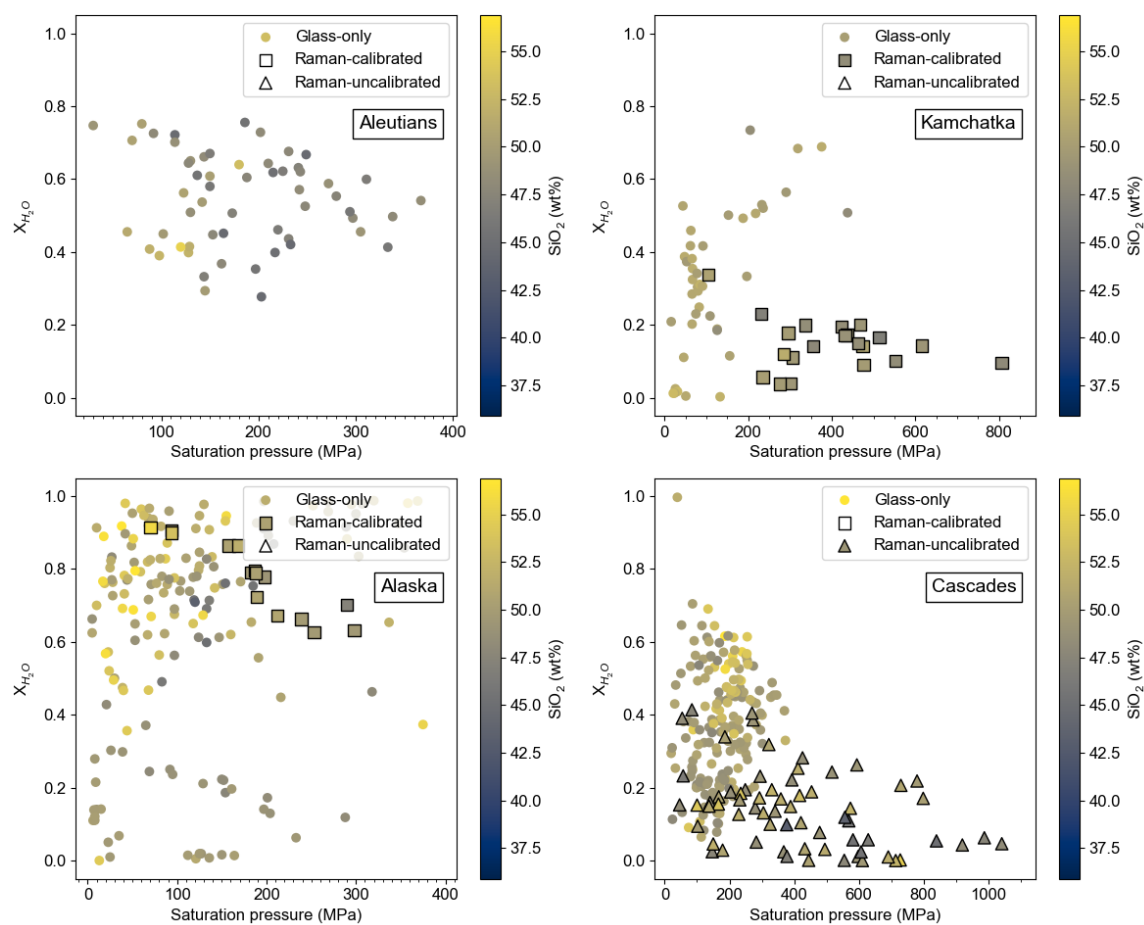 Glass-only
Raman-calibrated
Raman-uncalibrated
Aleutians
1.0
0.8
0.6
0.4
0.2
0.0
X_{H_2O}
100
200
300
400
Saturation pressure (MPa)
55.0
52.5
50.0
47.5
45.0
42.5
40.0
37.5
SiO₂ (wt%)
Glass-only
Raman-calibrated
Raman-uncalibrated
Kamchatka
1.0
0.8
0.6
0.4
0.2
0.0
X_{H_2O}
0
200
400
600
800
Saturation pressure (MPa)
55.0
52.5
50.0
47.5
45.0
42.5
40.0
37.5
SiO₂ (wt%)
Glass-only
Raman-calibrated
Raman-uncalibrated
Alaska
1.0
0.8
0.6
0.4
0.2
0.0
X_{H_2O}
0
100
200
300
400
Saturation pressure (MPa)
55.0
52.5
50.0
47.5
45.0
42.5
40.0
37.5
SiO₂ (wt%)
Glass-only
Raman-calibrated
Raman-uncalibrated
Cascades
1.0
0.8
0.6
0.4
0.2
0.0
X_{H_2O}
0
200
400
600
800
1000
Saturation pressure (MPa)
55.0
52.5
50.0
47.5
45.0
42.5
40.0
37.5
SiO₂ (wt%)